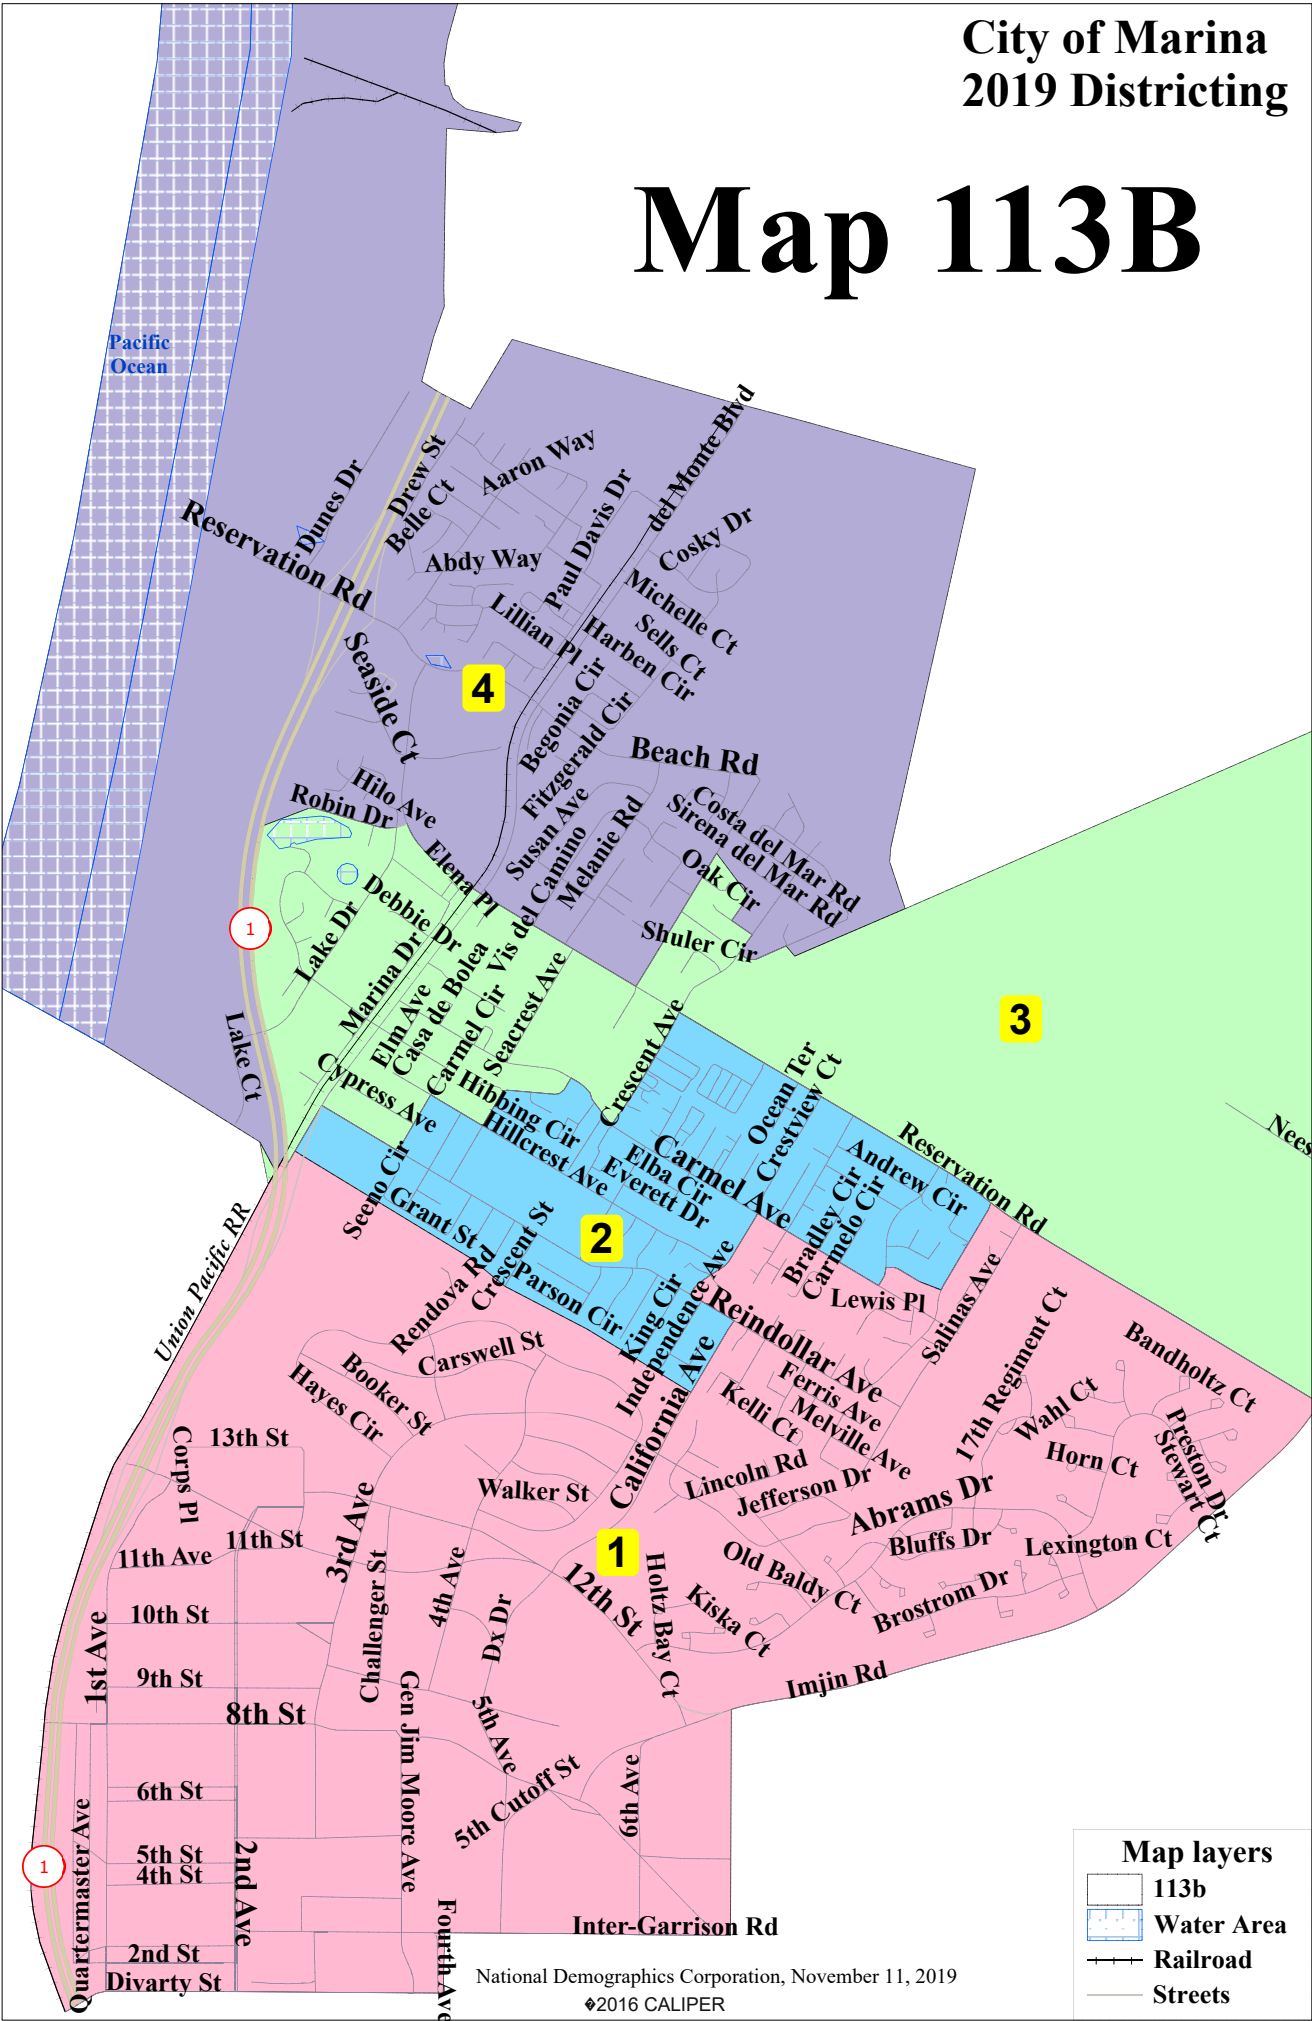 City of Marina
2019 Districting
Map 113B
Pacific
Ocean
del Monte Blvd
Aaron Way
Drew St
Dunes Dr
Belle Ct
Paul Davis Dr
Cosky Dr
Reservation Rd
Abdy Way
Michelle Ct
Lillian Pl
Harben Cir
Sells Ct
Seaside Ct
4
Begonia Cir
Fitzgerald Cir
Beach Rd
Hilo Ave
Robin Dr
Susan Ave
Melanie Rd
Costa del Mar Rd
Sirena del Mar Rd
Elena Pl
Vis del Camino
Oak Cir
Debbie Dr
Lake Dr
1
Marina Dr
Shuler Cir
Elm Ave
Casa de Bolea
Carmel Cir
Seacrest Ave
3
Lake Ct
Crescent Ave
Cypress Ave
Hibbing Cir
Hillcrest Ave
Ocean Ter
Crestview Ct
Reservation Rd
Nees
Carmel Ave
Elba Cir
Everett Dr
Andrew Cir
Bradley Cir
Carmelo Cir
Seeno Cir
Grant St
2
Crescent St
Rendova Rd
Parson Cir
King Cir
Independence Ave
Union Pacific RR
Lewis Pl
Salinas Ave
Reindollar Ave
California Ave
17th Regiment Ct
Bandholtz Ct
Carswell St
Booker St
Hayes Cir
Ferris Ave
Kelli Ct
Melville Ave
Wahl Ct
Horn Ct
Preston Dr
Stewart Ct
Corps Pl
13th St
Walker St
Lincoln Rd
Jefferson Dr
Abrams Dr
3rd Ave
11th St
11th Ave
1
Bluffs Dr
Lexington Ct
Old Baldy Ct
12th St
Holtz Bay Ct
Kiska Ct
Brostrom Dr
Challenger St
4th Ave
Dx Dr
10th St
1st Ave
9th St
8th St
Imjin Rd
Gen Jim Moore Ave
5th Ave
5th Cutoff St
6th Ave
6th St
Quartermaster Ave
5th St
4th St
1
2nd Ave
Fourth Ave
Inter-Garrison Rd
2nd St
Divarty St
Map layers
113b
Water Area
Railroad
Streets
National Demographics Corporation, November 11, 2019
�2016 CALIPER